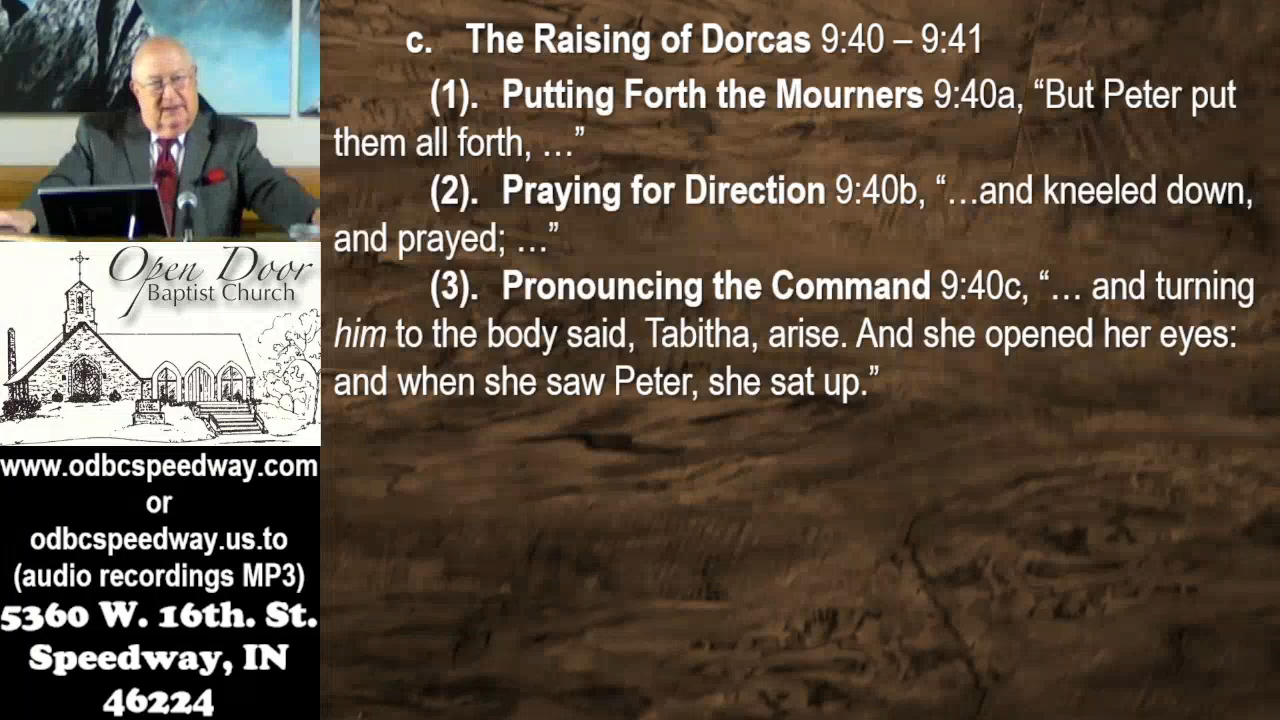 c. The Raising of Dorcas 9:40 – 9:41
(1). Putting Forth the Mourners 9:40a, “But Peter put
them all forth, …”
(2). Praying for Direction 9:40b, “…and kneeled down,
and prayed; …”
(3). Pronouncing the Command 9:40c, “… and turning
him to the body said, Tabitha, arise. And she opened her eyes:
and when she saw Peter, she sat up.”
Open Door
Baptist Church
www.odbcspeedway.com
or
odbcspeedway.us.to
(audio recordings MP3)
5360 W. 16th. St.
Speedway, IN
46224